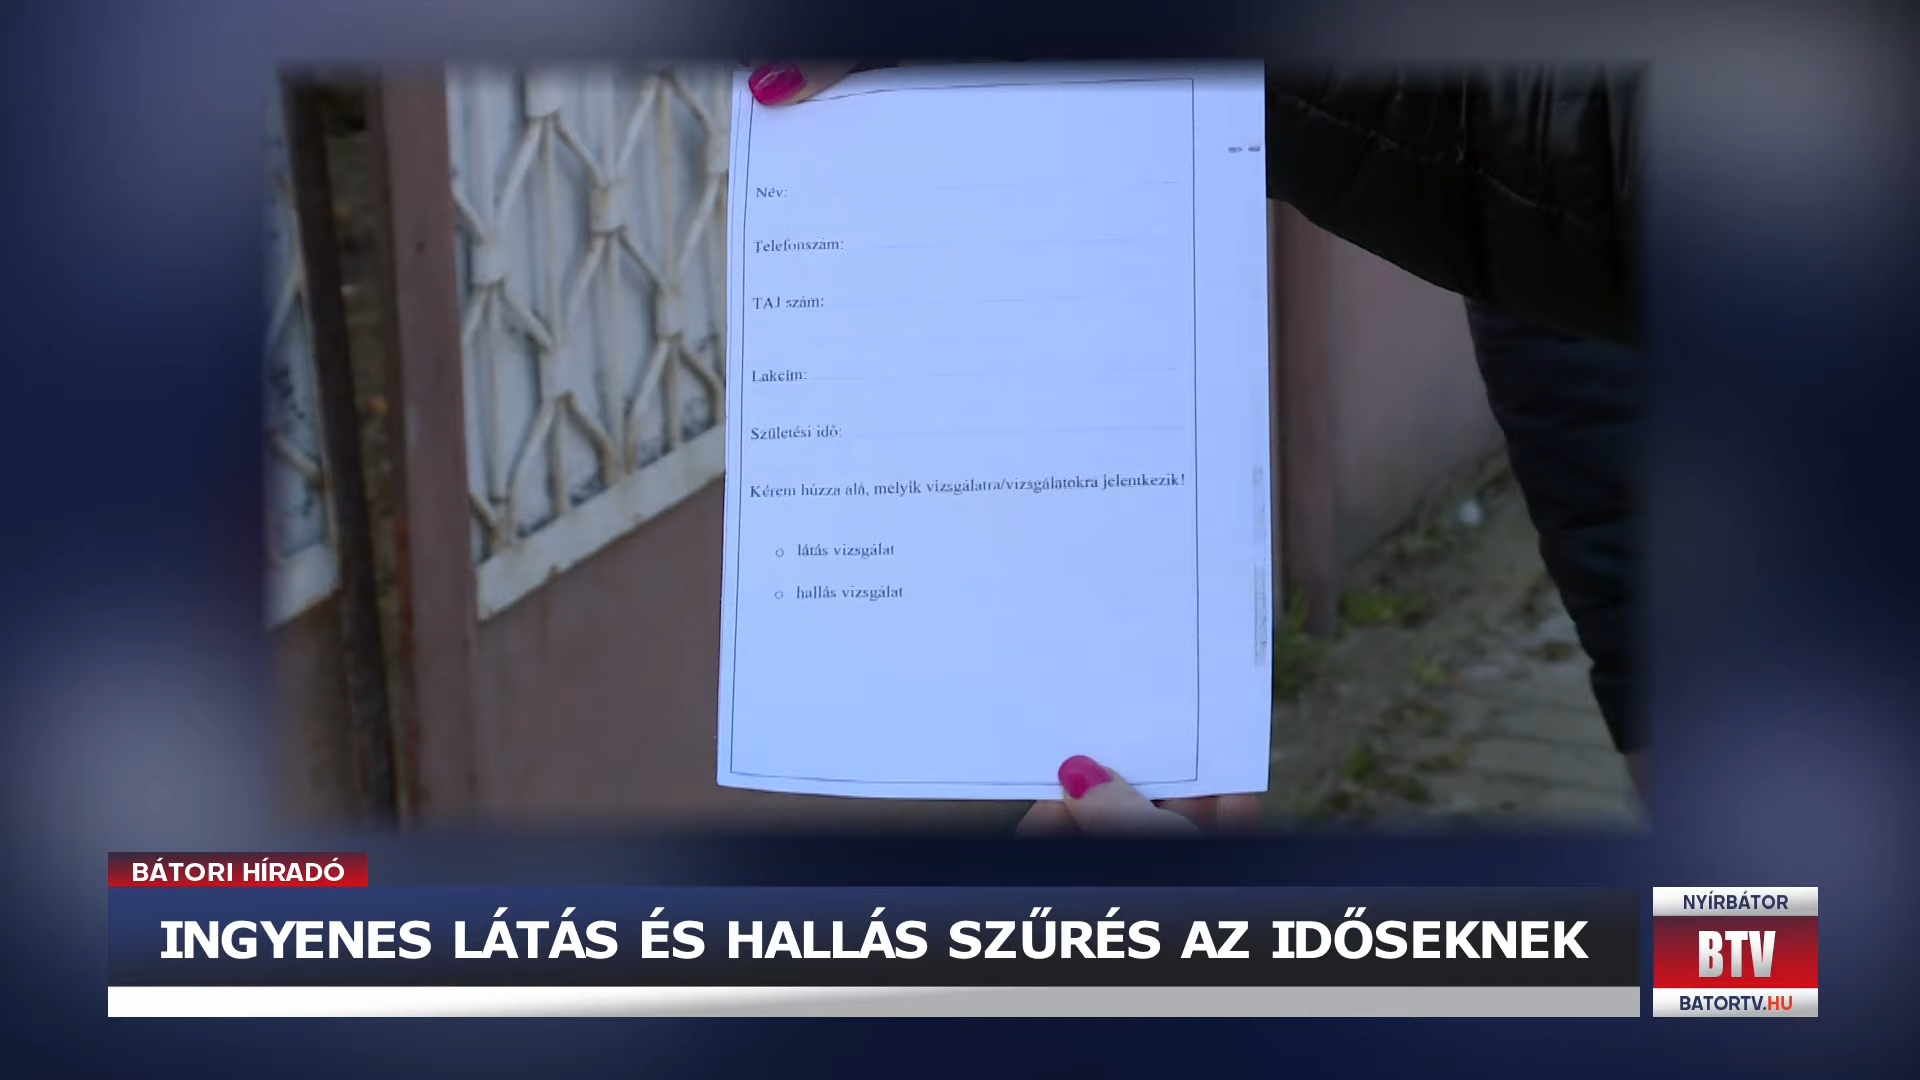 Név:
Telefonszám:
TAJ szám:
Lakcím:
Születési idő:
Kérem húzza alá, melyik vizsgálatra/vizsgálatokra jelentkezik!
o látás vizsgálat
o hallás vizsgálat
BÁTORI HÍRADÓ
INGYENES LÁTÁS ÉS HALLÁS SZŰRÉS AZ IDŐSEKNEK
NYÍRBÁTOR
BTV
BATORTV.HU